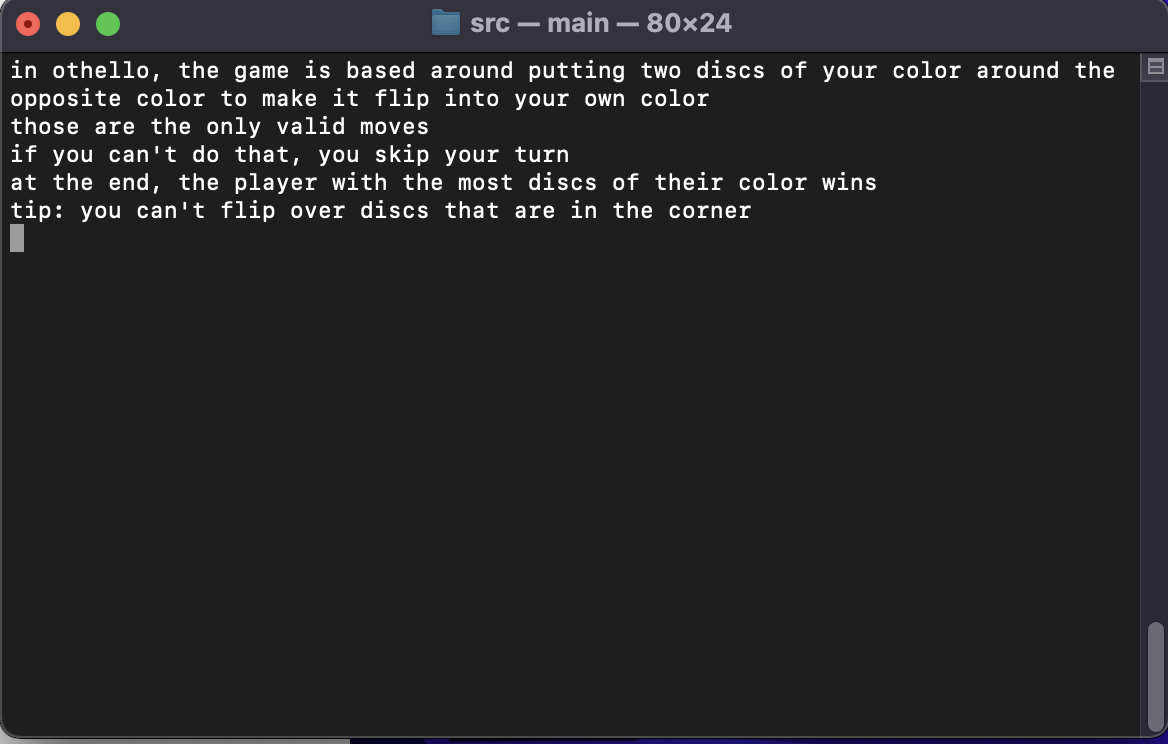 src — main — 80×24
in othello, the game is based around putting two discs of your color around the
opposite color to make it flip into your own color
those are the only valid moves
if you can't do that, you skip your turn
at the end, the player with the most discs of their color wins
tip: you can't flip over discs that are in the corner